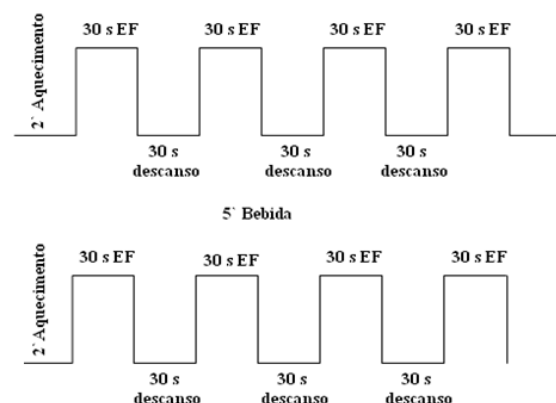 2` Aquecimento
30 s EF 30 s EF 30 s EF 30 s EF
30 s 30 s 30 s
descanso descanso descanso
5` Bebida
2` Aquecimento
30 s EF 30 s EF 30 s EF 30 s EF
30 s 30 s 30 s
descanso descanso descanso